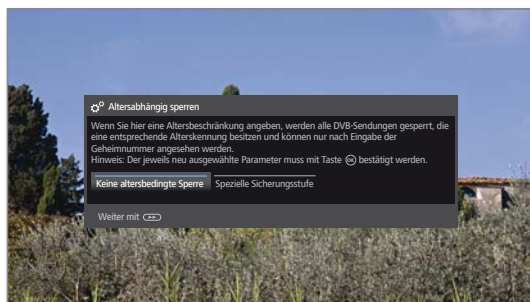 Altersabhängig sperren
Wenn Sie hier eine Altersbeschränkung angeben, werden alle DVB-Sendungen gesperrt, die
eine entsprechende Alterskennung besitzen und können nur nach Eingabe der
Geheimnummer angesehen werden.
Hinweis: Der jeweils neu ausgewählte Parameter muss mit Taste OK bestätigt werden.
Keine altersbedingte Sperre Spezielle Sicherungsstufe
Weiter mit